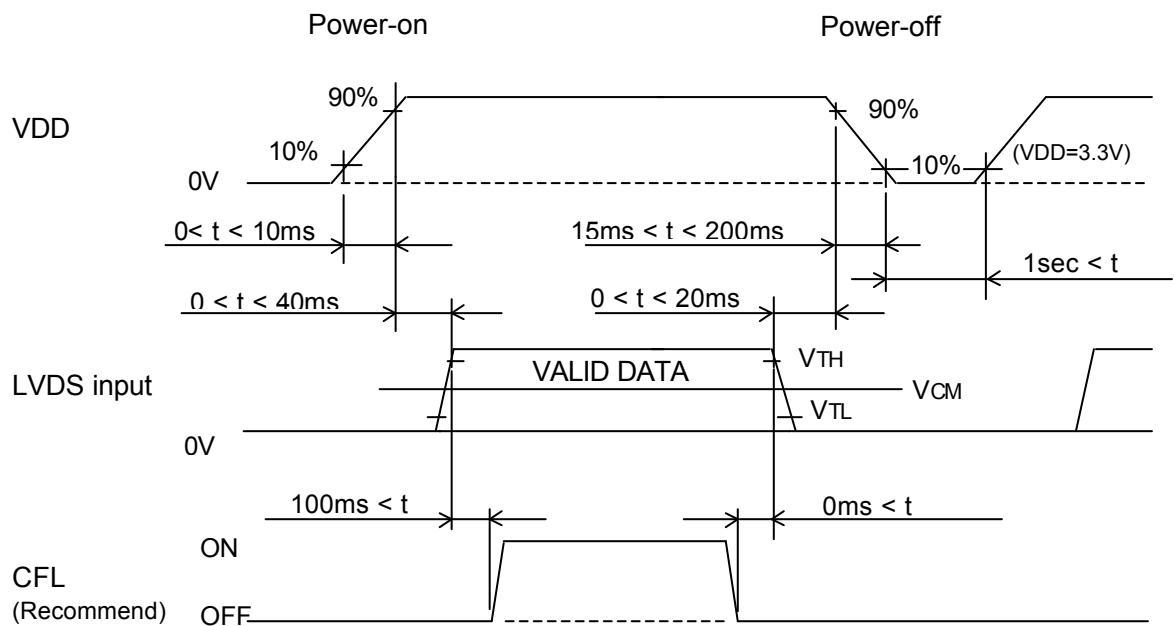 Power-on
Power-off
90%
90%
VDD
10%
10%
(VDD=3.3V)
0V
0< t < 10ms
15ms < t < 200ms
1sec < t
0 < t < 40ms
0 < t < 20ms
VALID DATA
VTH
LVDS input
VCM
VTL
0V
100ms < t
0ms < t
ON
CFL
(Recommend)
OFF